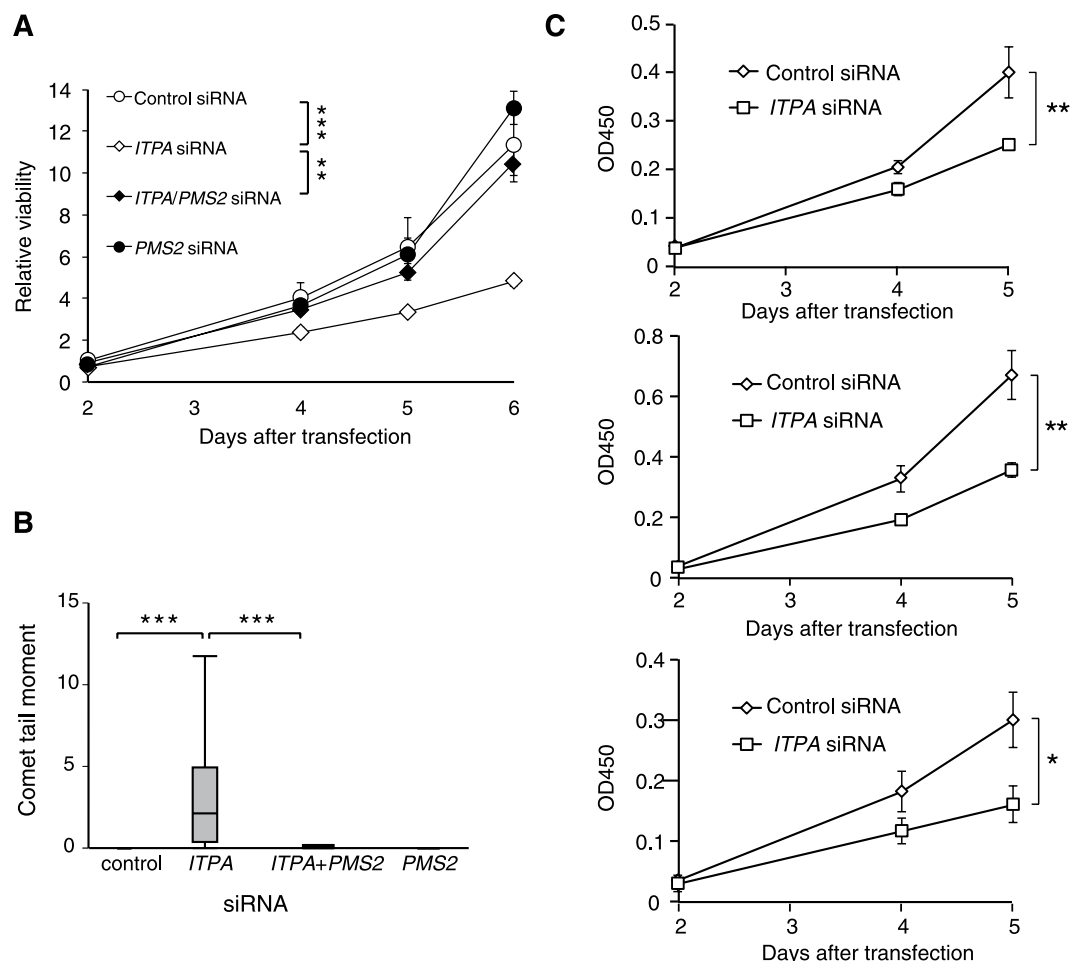 A
Relative viability
14
12
10
8
6
4
2
0
Control siRNA
ITPA siRNA
ITPA/PMS2 siRNA
PMS2 siRNA
***
**
2 3 4 5 6
Days after transfection
B
Comet tail moment
15
10
5
0
*** ***
control ITPA ITPA+PMS2 PMS2
siRNA
C
OD450
0.5
0.4
0.3
0.2
0.1
0
Control siRNA
ITPA siRNA
**
2 3 4 5
Days after transfection
OD450
0.8
0.6
0.4
0.2
0
Control siRNA
ITPA siRNA
**
2 3 4 5
Days after transfection
OD450
0.4
0.3
0.2
0.1
0
Control siRNA
ITPA siRNA
*
2 3 4 5
Days after transfection